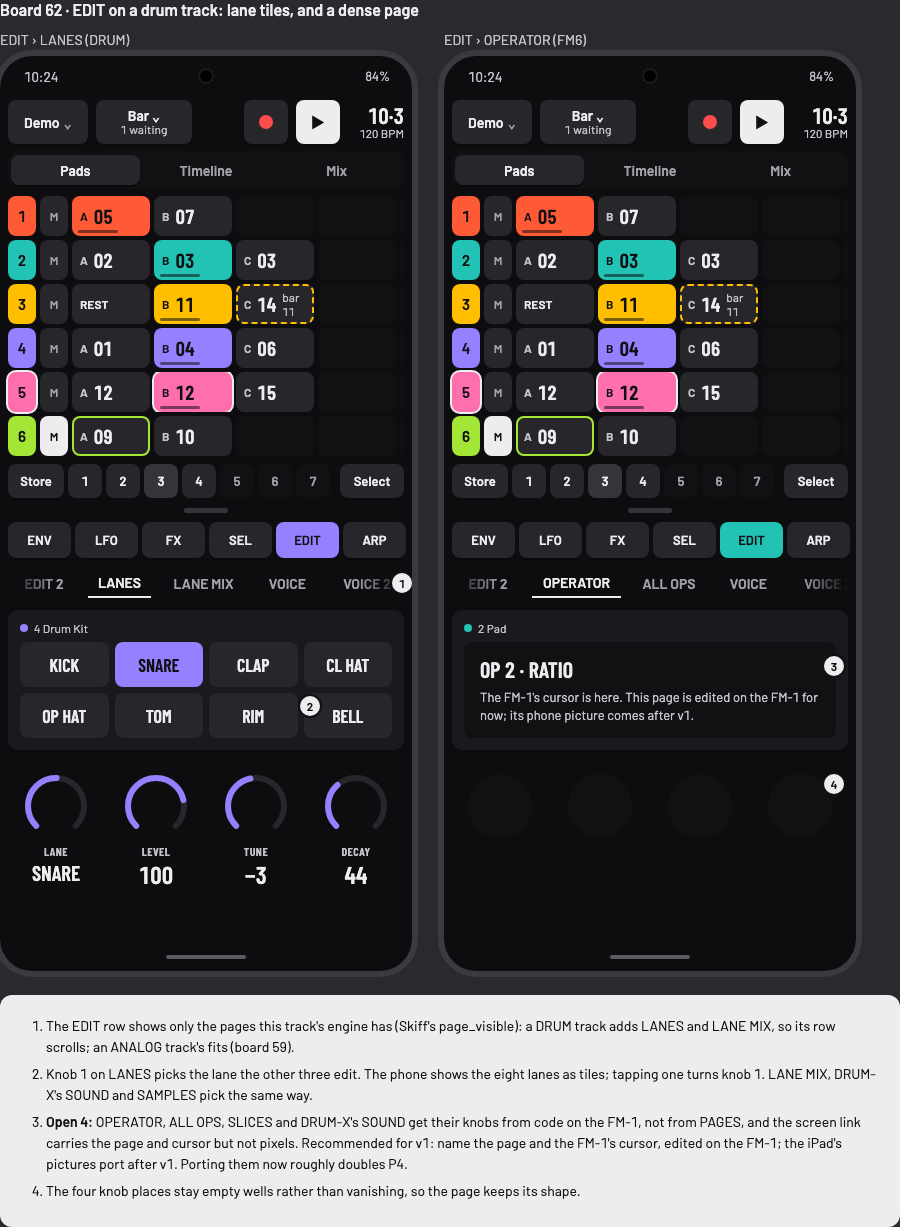 Board 62 · EDIT on a drum track: lane tiles, and a dense page
EDIT › LANES (DRUM)
10:24
84%
Demo
Bar
1 waiting
10·3
120 BPM
Pads
Timeline
Mix
1 M A 05 B 07
2 M A 02 B 03 C 03
3 M REST B 11 C 14 bar 11
4 M A 01 B 04 C 06
5 M A 12 B 12 C 15
6 M A 09 B 10
Store 1 2 3 4 5 6 7 Select
ENV LFO FX SEL EDIT ARP
EDIT 2 LANES LANE MIX VOICE VOICE 2 1
4 Drum Kit
KICK SNARE CLAP CL HAT
OP HAT TOM RIM 2 BELL
LANE LEVEL TUNE DECAY
SNARE 100 −3 44
EDIT › OPERATOR (FM6)
10:24
84%
Demo
Bar
1 waiting
10·3
120 BPM
Pads
Timeline
Mix
1 M A 05 B 07
2 M A 02 B 03 C 03
3 M REST B 11 C 14 bar 11
4 M A 01 B 04 C 06
5 M A 12 B 12 C 15
6 M A 09 B 10
Store 1 2 3 4 5 6 7 Select
ENV LFO FX SEL EDIT ARP
EDIT 2 OPERATOR ALL OPS VOICE VOICE
2 Pad
OP 2 · RATIO
3
The FM-1's cursor is here. This page is edited on the FM-1 for
now; its phone picture comes after v1.
4
1. The EDIT row shows only the pages this track's engine has (Skiff's page_visible): a DRUM track adds LANES and LANE MIX, so its row
scrolls; an ANALOG track's fits (board 59).
2. Knob 1 on LANES picks the lane the other three edit. The phone shows the eight lanes as tiles; tapping one turns knob 1. LANE MIX, DRUM-
X's SOUND and SAMPLES pick the same way.
3. Open 4: OPERATOR, ALL OPS, SLICES and DRUM-X's SOUND get their knobs from code on the FM-1, not from PAGES, and the screen link
carries the page and cursor but not pixels. Recommended for v1: name the page and the FM-1's cursor, edited on the FM-1; the iPad's
pictures port after v1. Porting them now roughly doubles P4.
4. The four knob places stay empty wells rather than vanishing, so the page keeps its shape.